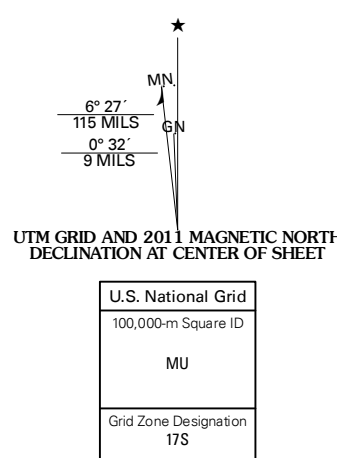 ★
MN
6° 27´
115 MILS
GN
0° 32´
9 MILS
UTM GRID AND 2011 MAGNETIC NORTH
DECLINATION AT CENTER OF SHEET
U.S. National Grid
100,000-m Square ID
MU
Grid Zone Designation
17S